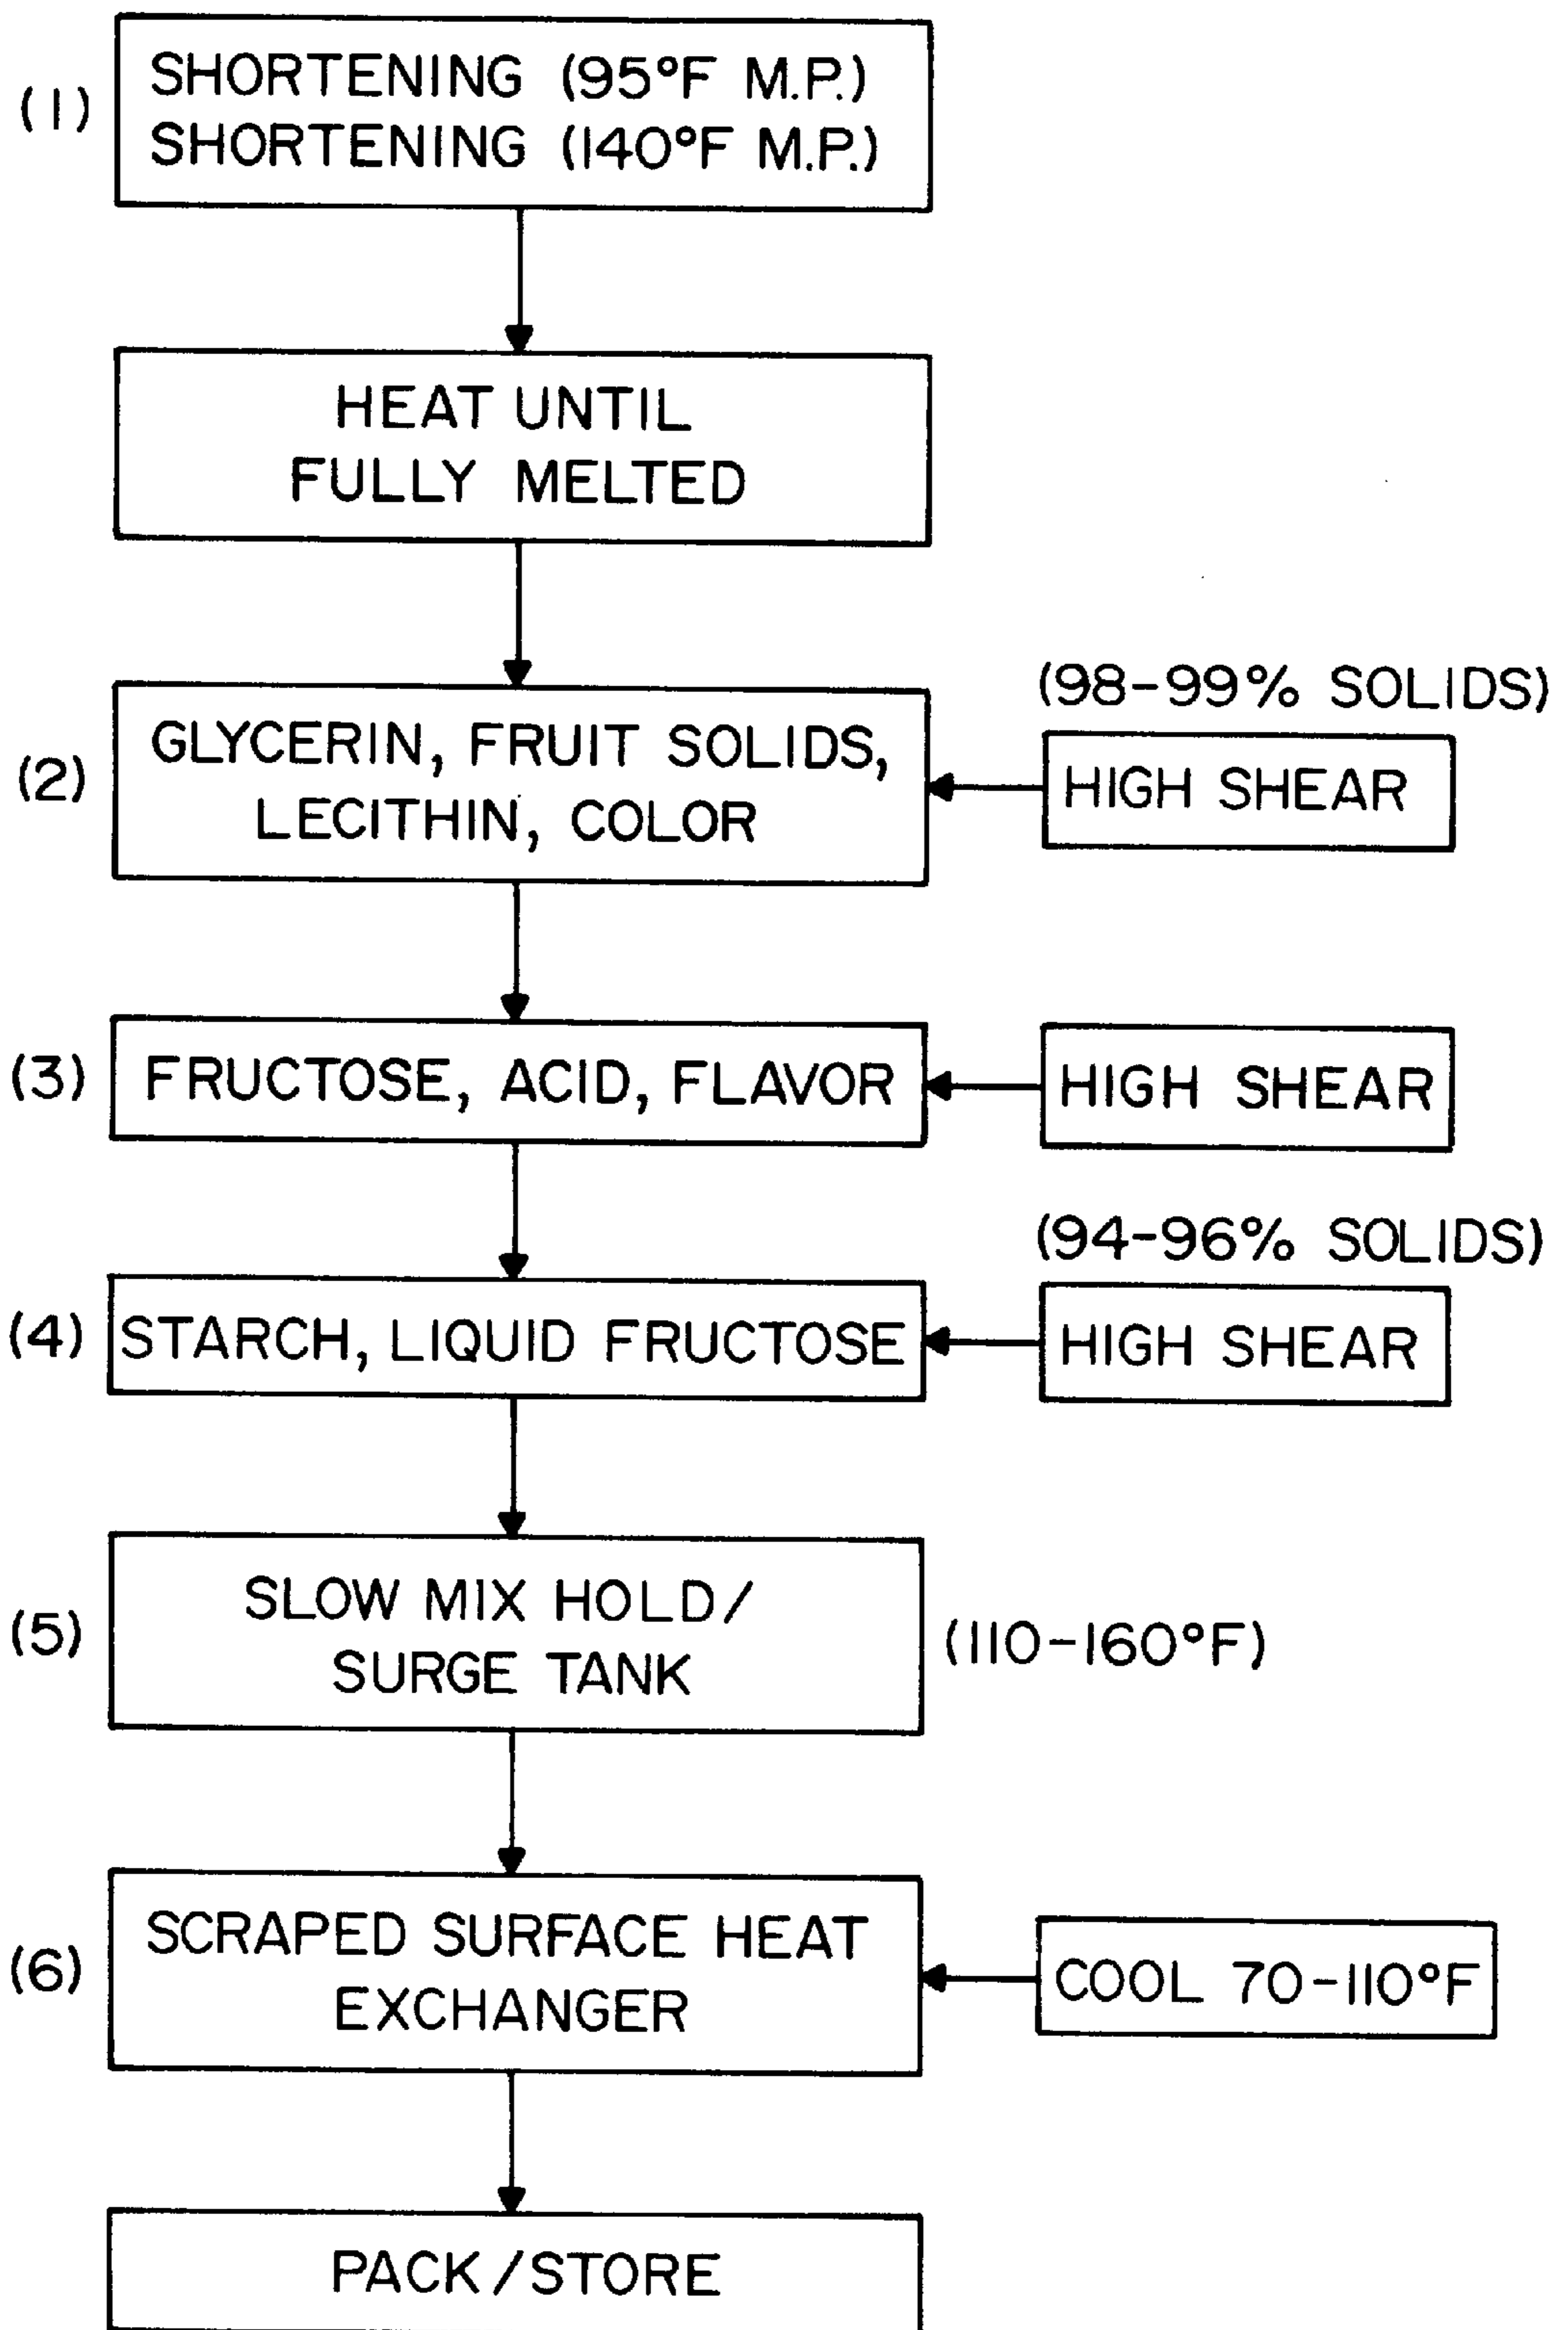 (1)
SHORTENING (95°F M.P.)
SHORTENING (140°F M.P.)
HEAT UNTIL
FULLY MELTED
(98-99% SOLIDS)
(2)
GLYCERIN, FRUIT SOLIDS,
LECITHIN, COLOR
HIGH SHEAR
(3)
FRUCTOSE, ACID, FLAVOR
HIGH SHEAR
(94-96% SOLIDS)
(4)
STARCH, LIQUID FRUCTOSE
HIGH SHEAR
(5)
SLOW MIX HOLD/
SURGE TANK
(110-160°F)
(6)
SCRAPED SURFACE HEAT
EXCHANGER
COOL 70-110°F
PACK/STORE